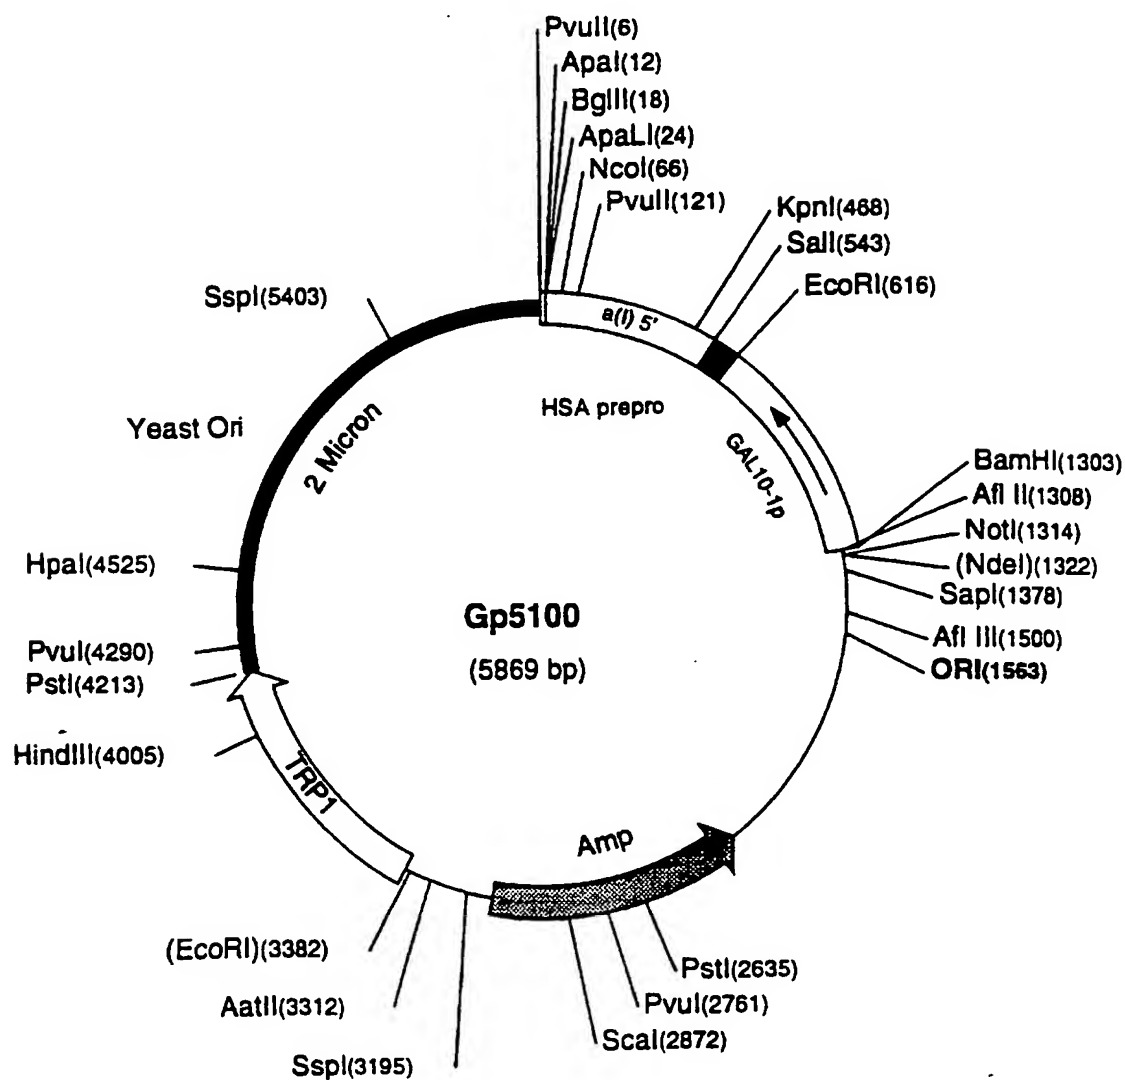 PvuII(6)
ApaI(12)
BglII(18)
ApaLI(24)
NcoI(66)
PvuII(121)
KpnI(468)
SalI(543)
EcoRI(616)
SspI(5403)
a(I) 5'
HSA prepro
Yeast Ori
2 Micron
GAL10-1p
BamHI(1303)
Afl II(1308)
NotI(1314)
(NdeI)(1322)
SapI(1378)
Afl III(1500)
ORI(1563)
HpaI(4525)
Gp5100
(5869 bp)
PvuI(4290)
PstI(4213)
HindIII(4005)
TRP1
Amp
(EcoRI)(3382)
AatII(3312)
SspI(3195)
PstI(2635)
PvuI(2761)
ScaI(2872)